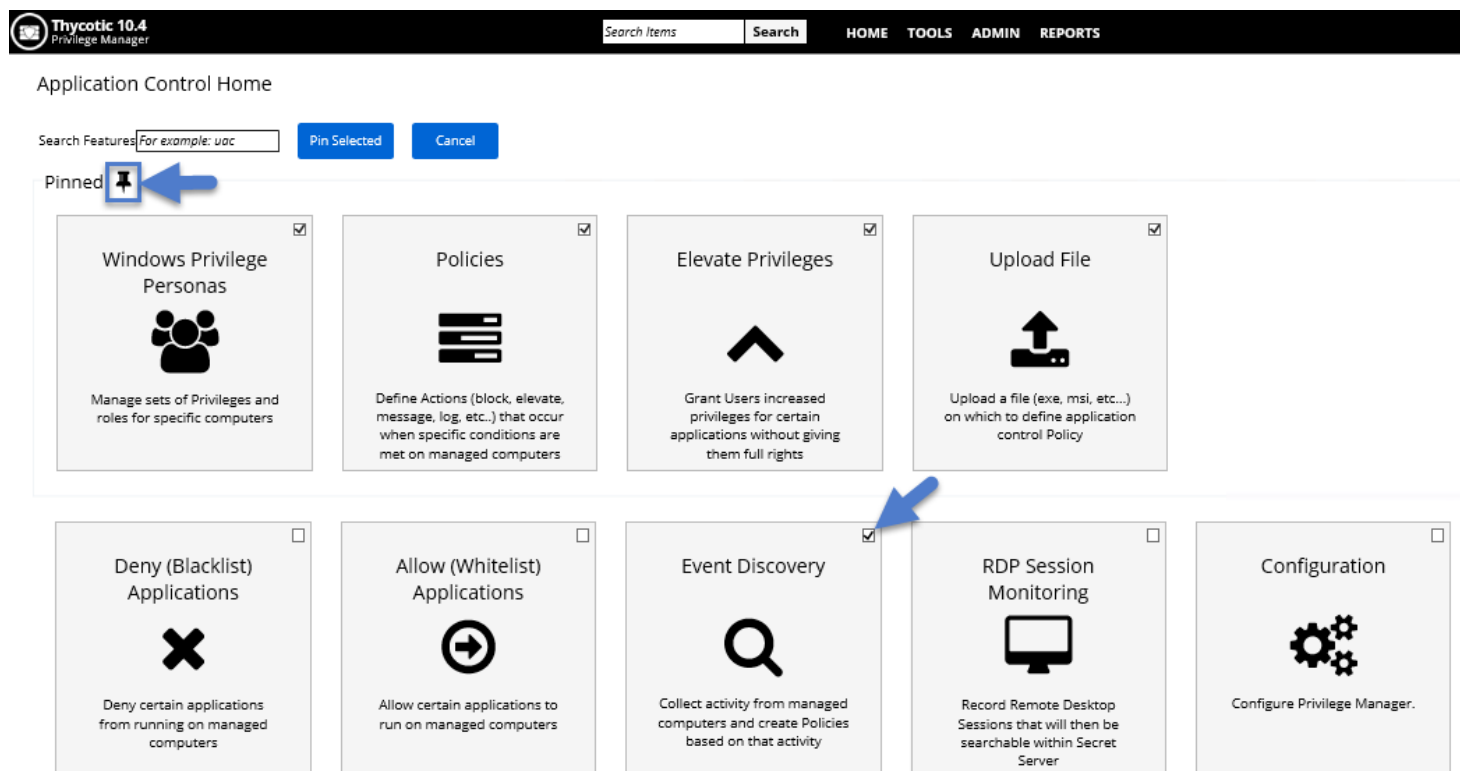 Thycotic 10.4
Privilege Manager
Search Items
Search
HOME
TOOLS
ADMIN
REPORTS
Application Control Home
Search Features
For example: uac
Pin Selected
Cancel
Pinned
Windows Privilege
Personas
Manage sets of Privileges and
roles for specific computers
Policies
Define Actions (block, elevate,
message, log, etc..) that occur
when specific conditions are
met on managed computers
Elevate Privileges
Grant Users increased
privileges for certain
applications without giving
them full rights
Upload File
Upload a file (exe, msi, etc...)
on which to define application
control Policy
Deny (Blacklist)
Applications
Deny certain applications
from running on managed
computers
Allow (Whitelist)
Applications
Allow certain applications to
run on managed computers
Event Discovery
Collect activity from managed
computers and create Policies
based on that activity
RDP Session
Monitoring
Record Remote Desktop
Sessions that will then be
searchable within Secret
Server
Configuration
Configure Privilege Manager.